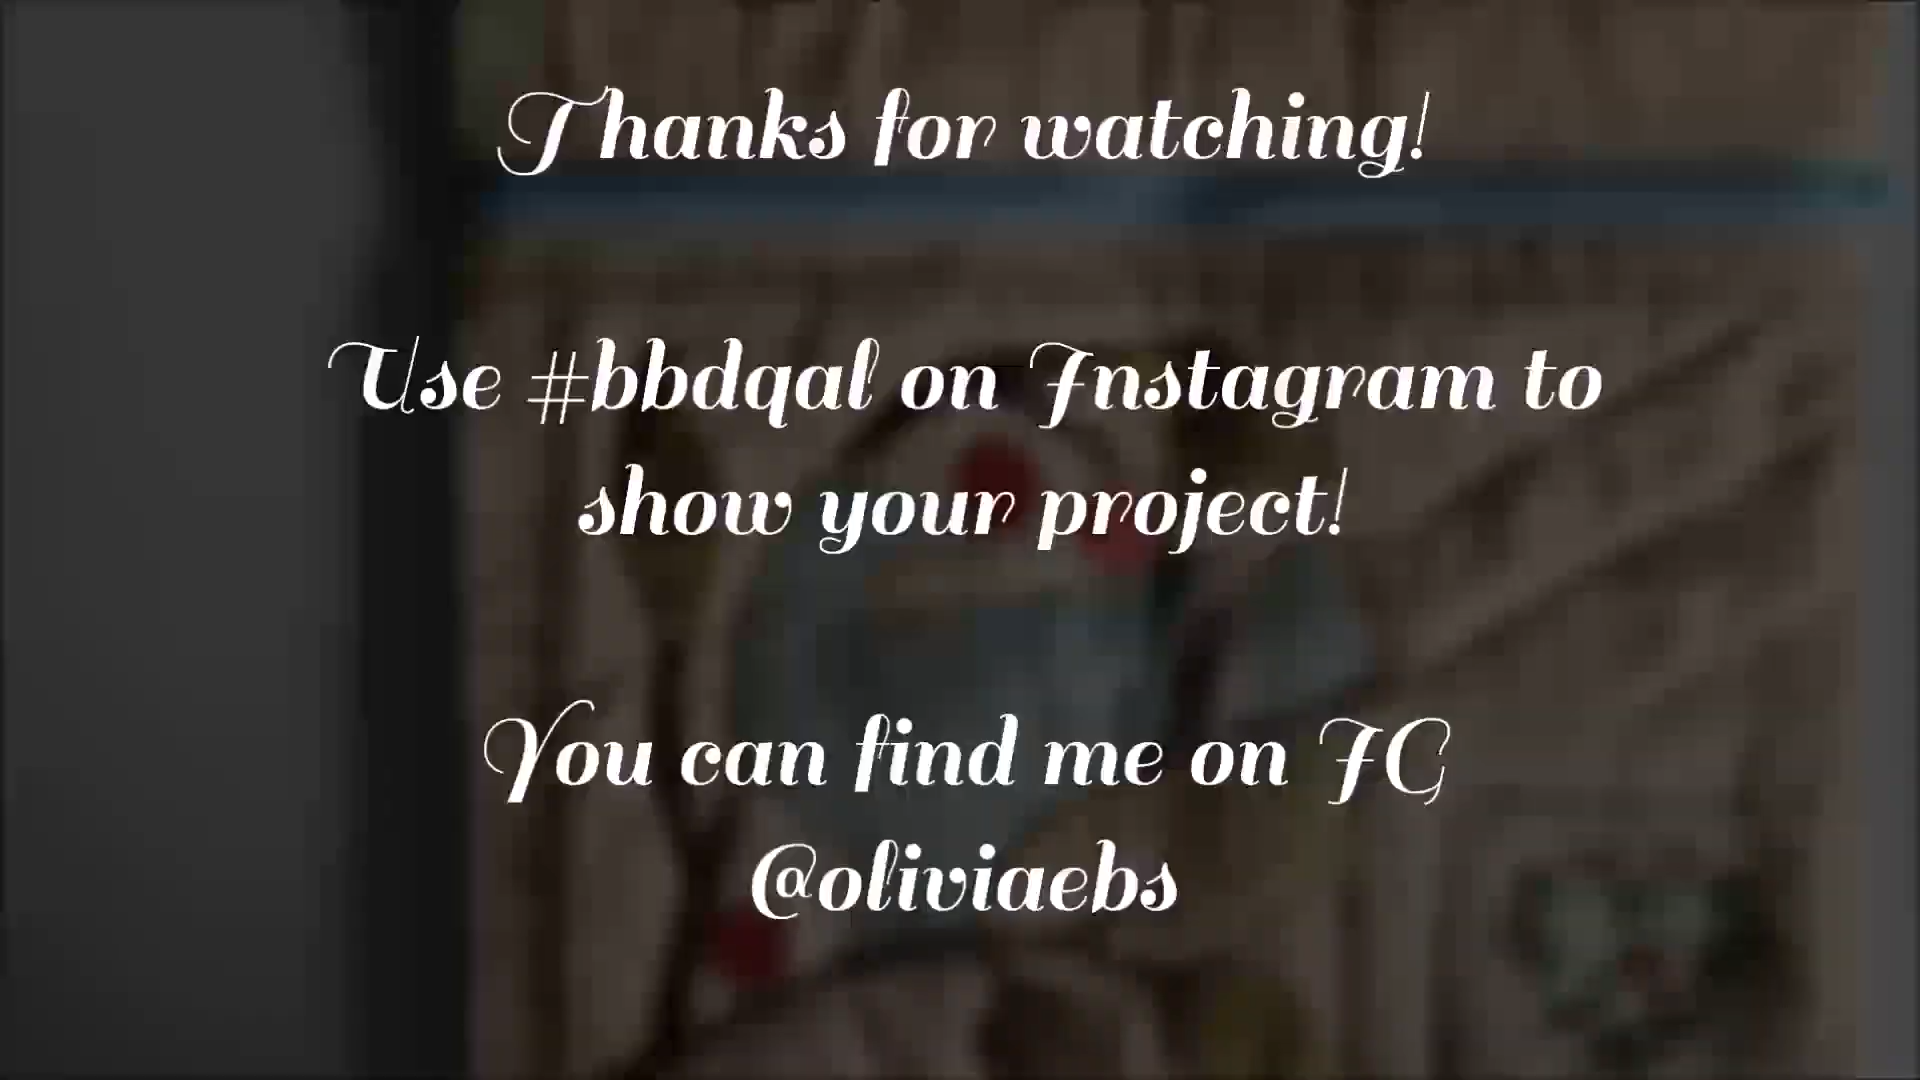 Thanks for watching!
Use #bbdqal on Instagram to
show your project!
You can find me on IG
@oliviaebs